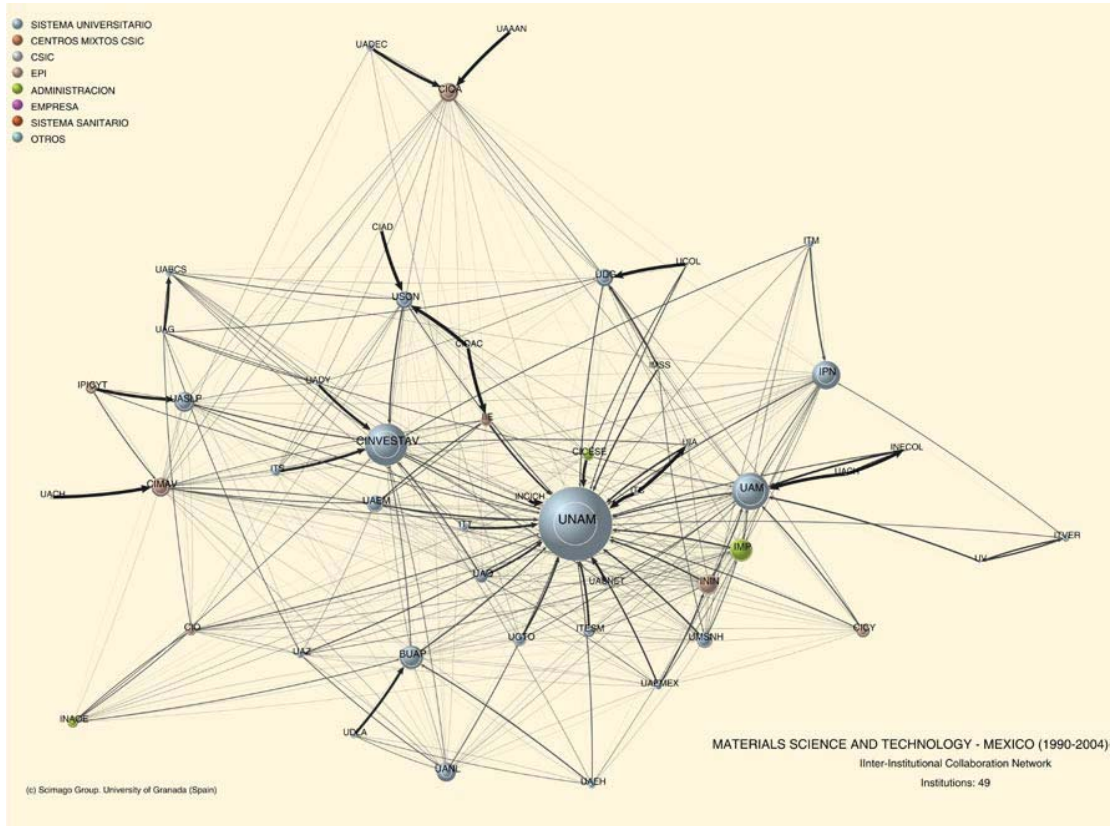 SISTEMA UNIVERSITARIO
CENTROS MIXTOS CSIC
CSIC
EPI
ADMINISTRACION
EMPRESA
SISTEMA SANITARIO
OTROS
UAAAN
UADEC
CIQA
CIAD
ITM
UCOL
UABCS
UDG
USON
UAG
CIDAC
IMSS
IPN
UADY
IPICYT
UASLP
IIE
CINVESTAV
UIA
INECOL
CICESE
UACH
ITS
UAM
CIMAV
UACH
INCICH
UAEM
UNAM
ITVER
IMP
UV
UAQ
UAEMET
ININ
CIO
ITESM
CICY
UGTO
UMSNH
UAZ
BUAP
UAEMEX
INAOE
UDLA
MATERIALS SCIENCE AND TECHNOLOGY - MEXICO (1990-2004)
IInter-Institutional Collaboration Network
UANL
UAEH
Institutions: 49
(c) Scimago Group. University of Granada (Spain)